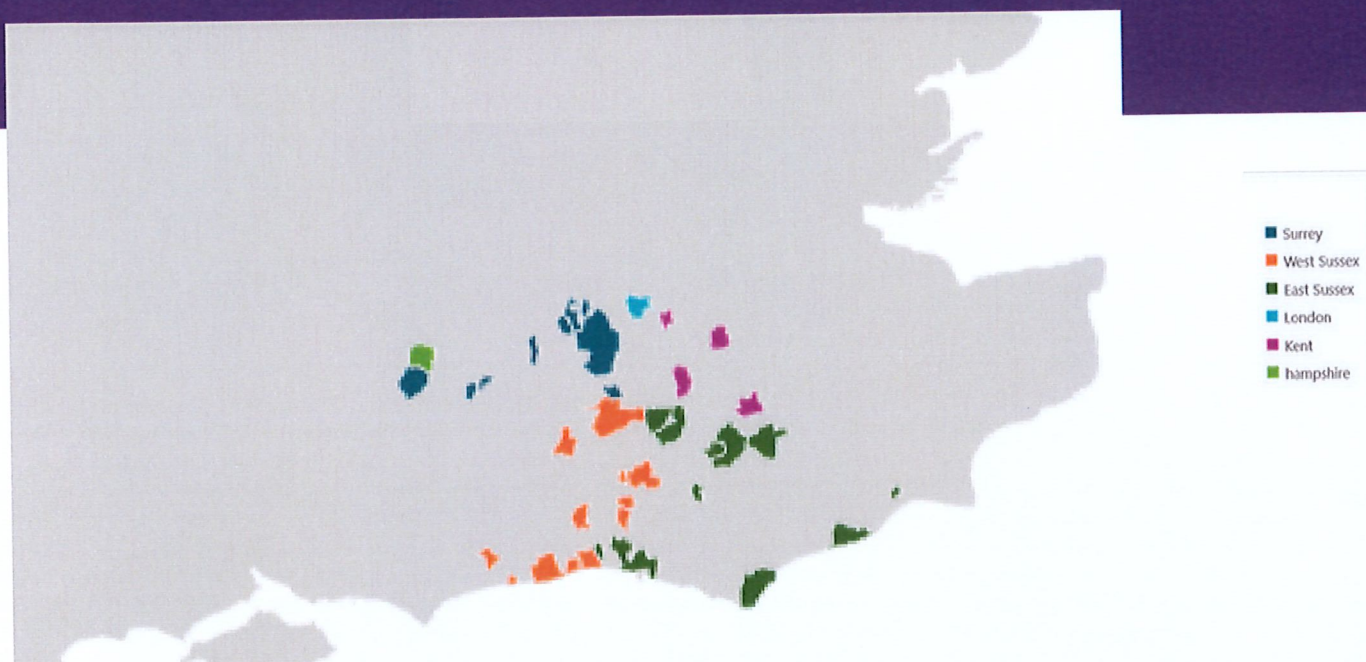 Surrey
West Sussex
East Sussex
London
Kent
hampshire